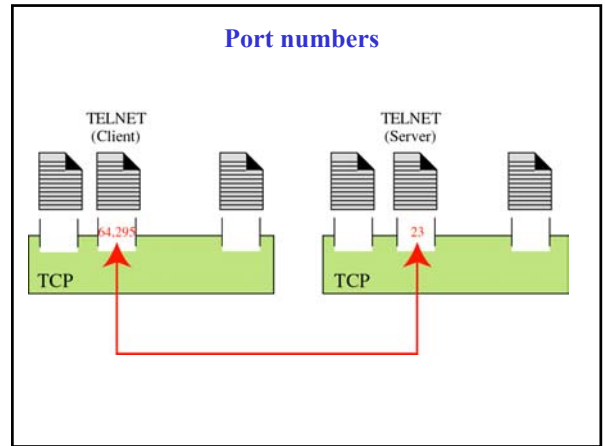 Port numbers
TELNET
(Client)
TELNET
(Server)
64,295
23
TCP
TCP